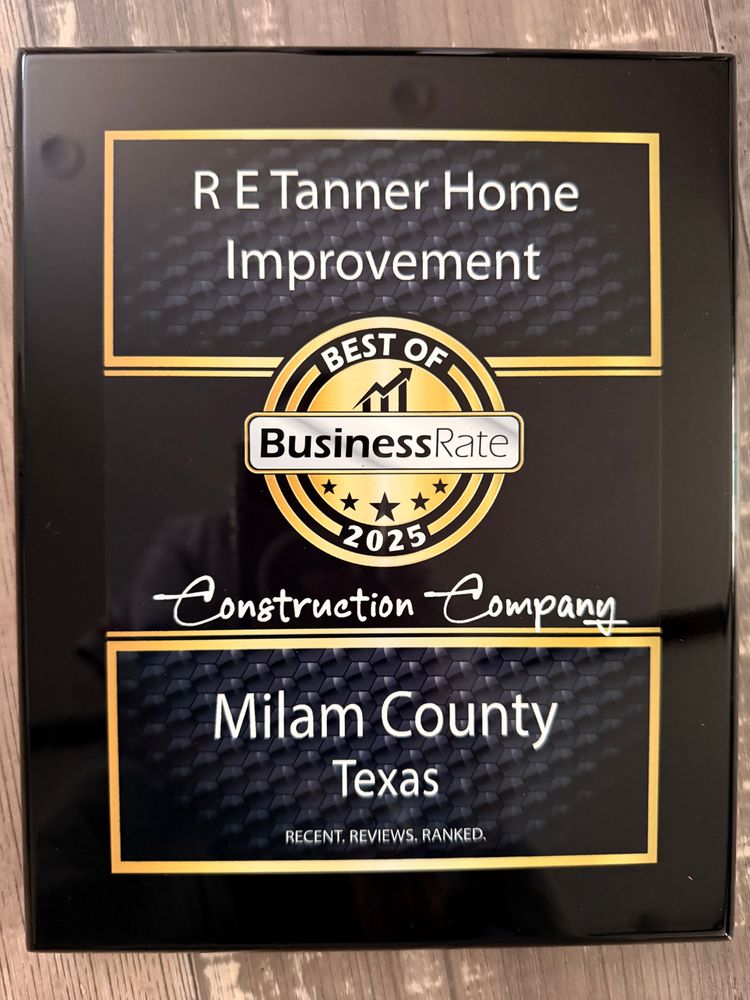 R E Tanner Home
Improvement
BEST OF
BusinessRate
2025
Construction Company
Milam County
Texas
RECENT. REVIEWS. RANKED.